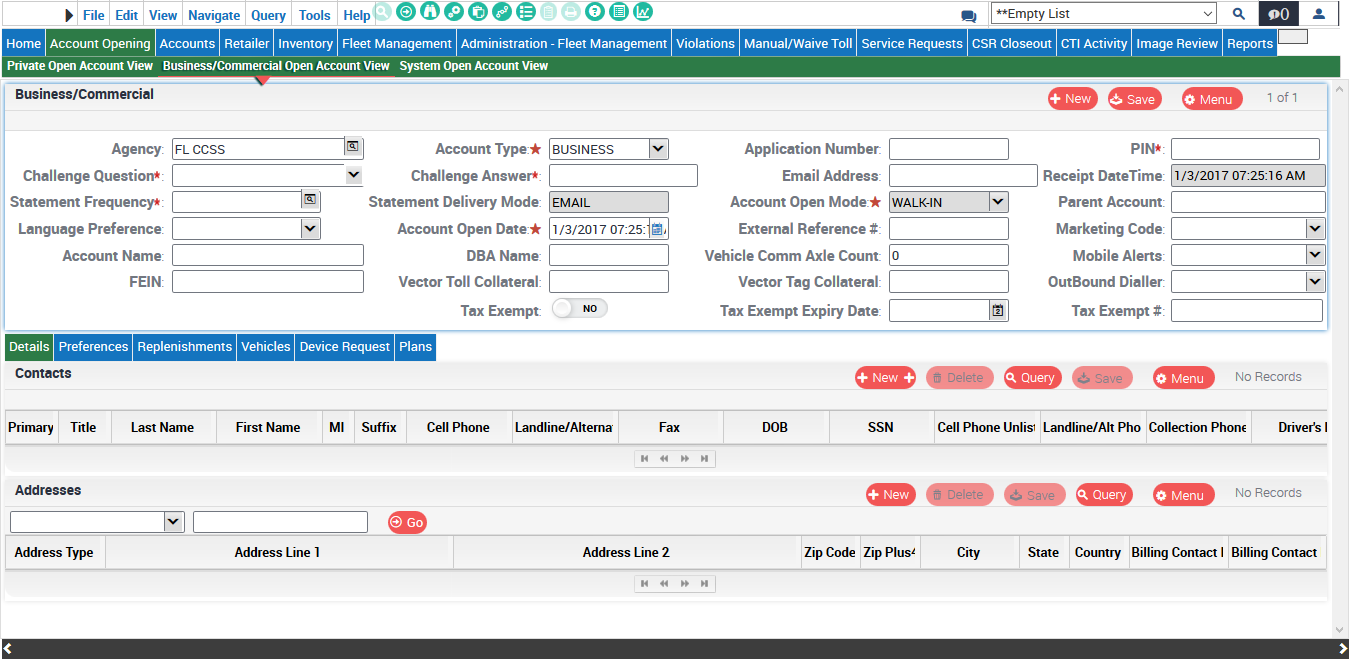 File Edit View Navigate Query Tools Help **Empty List 0
Home Account Opening Accounts Retailer Inventory Fleet Management Administration - Fleet Management Violations Manual/Waive Toll Service Requests CSR Closeout CTI Activity Image Review Reports
Private Open Account View Business/Commercial Open Account View System Open Account View
Business/Commercial New Save Menu 1 of 1
Agency: FL CCSS Account Type:★ BUSINESS Application Number: PIN*:
Challenge Question*: Challenge Answer*: Email Address: Receipt DateTime: 1/3/2017 07:25:16 AM
Statement Frequency*: Statement Delivery Mode: EMAIL Account Open Mode:★ WALK-IN Parent Account:
Language Preference: Account Open Date:★ 1/3/2017 07:25: External Reference #: Marketing Code:
Account Name: DBA Name: Vehicle Comm Axle Count: 0 Mobile Alerts:
FEIN: Vector Toll Collateral: Vector Tag Collateral: OutBound Dialler:
Tax Exempt: NO Tax Exempt Expiry Date: Tax Exempt #:
Details Preferences Replenishments Vehicles Device Request Plans
Contacts New Delete Query Save Menu No Records
Primary Title Last Name First Name MI Suffix Cell Phone Landline/Alterna Fax DOB SSN Cell Phone Unlist Landline/Alt Pho Collection Phone Driver's
Addresses New Delete Save Query Menu No Records
Go
Address Type Address Line 1 Address Line 2 Zip Code Zip Plus4 City State Country Billing Contact Billing Contact